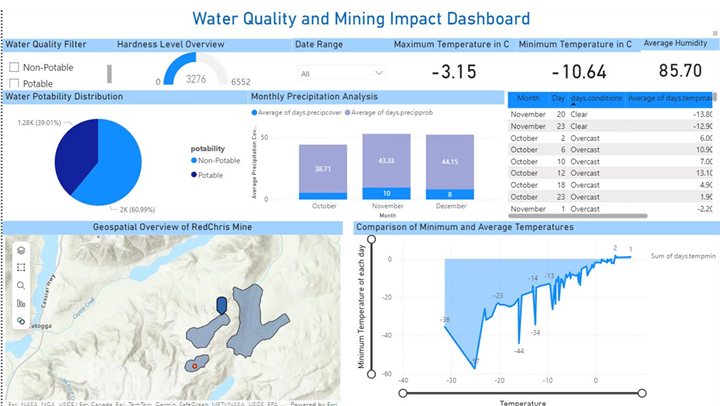 Water Quality and Mining Impact Dashboard
Water Quality Filter
Non-Potable
Potable
Hardness Level Overview
0
3276
6552
Date Range
All
Maximum Temperature in C
-3.15
Minimum Temperature in C
-10.64
Average Humidity
85.70
Water Potability Distribution
1.28K (39.01%)
2K (60.99%)
potability
Non-Potable
Potable
Monthly Precipitation Analysis
Average of days.precipcover Average of days.precipprob
Average Precipitation Cov...
50
0
38.71
43.33
44.15
10
8
October November December
Month
Month Day days.conditions Average of days.tempmax
November 20 Clear -13.80
November 23 Clear -12.90
October 2 Overcast 6.00
October 6 Overcast 10.90
October 10 Overcast 7.00
October 12 Overcast 13.10
October 18 Overcast 4.90
October 23 Overcast 1.90
November 1 Overcast -2.20
Geospatial Overview of RedChris Mine
Cassiar Hwy
Comparison of Minimum and Average Temperatures
Minimum Temperature of each day
0
-20
-40
-60
-36
-23
-44
-14
-34
-13
2
1
Sum of days.tempmin
-40
-30
-20
-10
0
Temperature